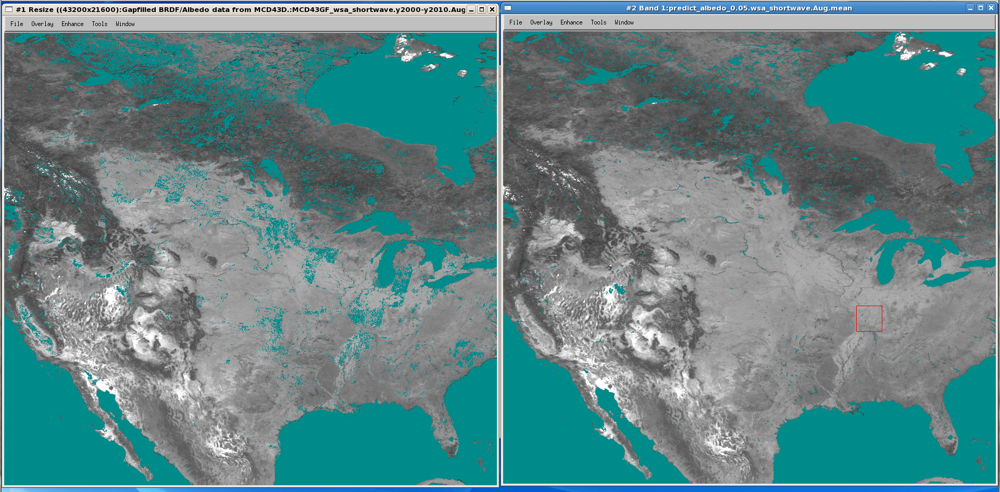 #1 Resize ((43200x21600):Gapfilled BRDF/Albedo data from MCD43D.:MCD43GF_wsa_shortwave.y2000-y2010.Aug
File Overlay Enhance Tools Window
#2 Band 1:predict_albedo_0.05.wsa_shortwave.Aug.mean
File Overlay Enhance Tools Window